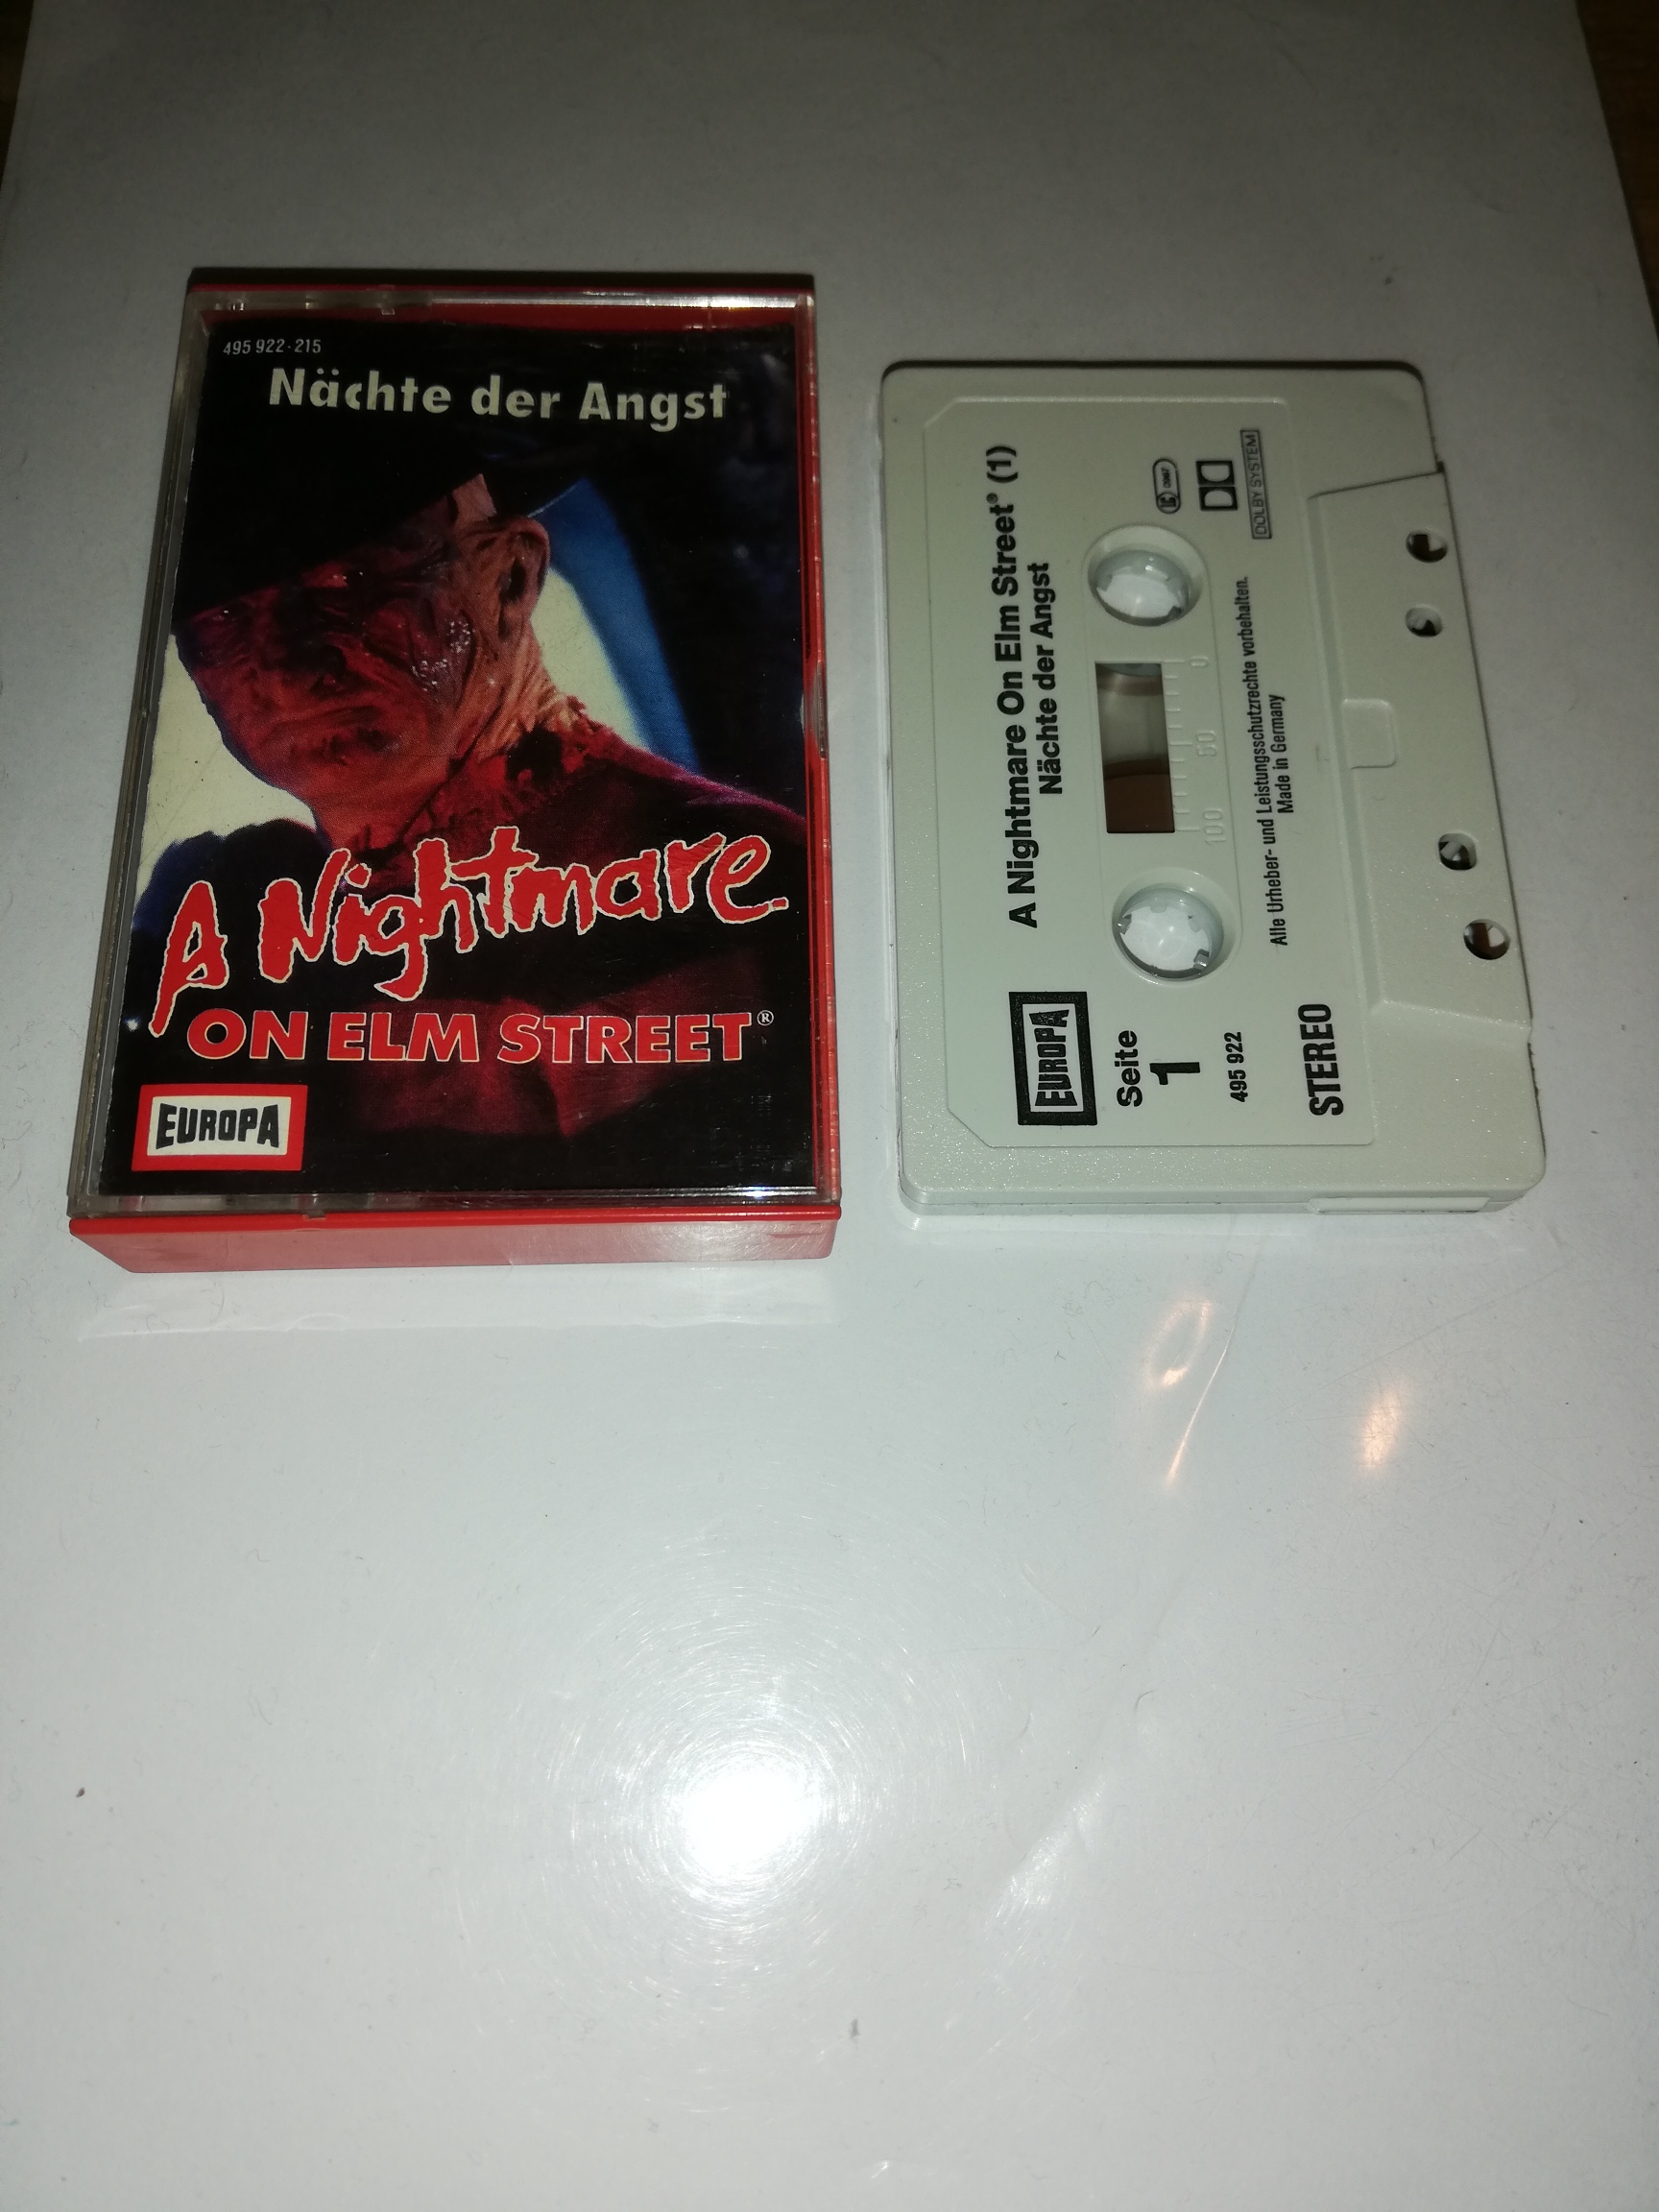 495 922-215
Nächte der Angst
A Nightmare
ON ELM STREET®
EUROPA
EUROPA
A Nightmare On Elm Street® (1)
Nächte der Angst
Seite
1
495 922
STEREO
100 50 0
Alle Urheber- und Leistungsschutzrechte vorbehalten.
Made in Germany
DOLBY SYSTEM